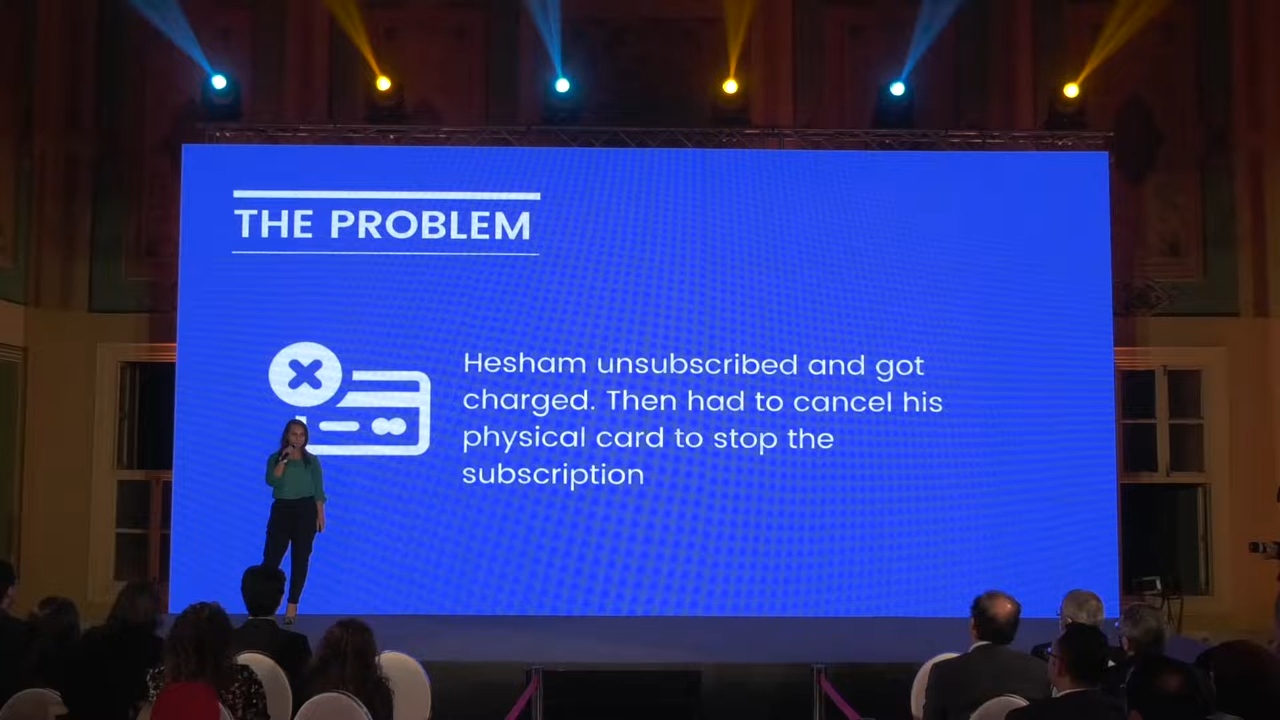 THE PROBLEM
Hesham unsubscribed and got
charged. Then had to cancel his
physical card to stop the
subscription